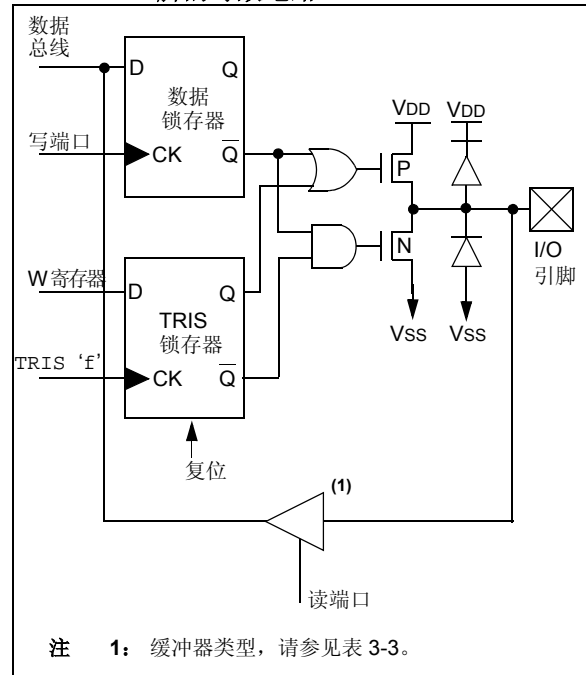 数据
总线
D
Q
数据
锁存器
VDD
VDD
写端口
CK
Q
P
W 寄存器
D
Q
N
I/O
引脚
TRIS
锁存器
VSS
VSS
TRIS ‘f’
CK
Q
复位
(1)
读端口
注 1： 缓冲器类型，请参见表 3-3。